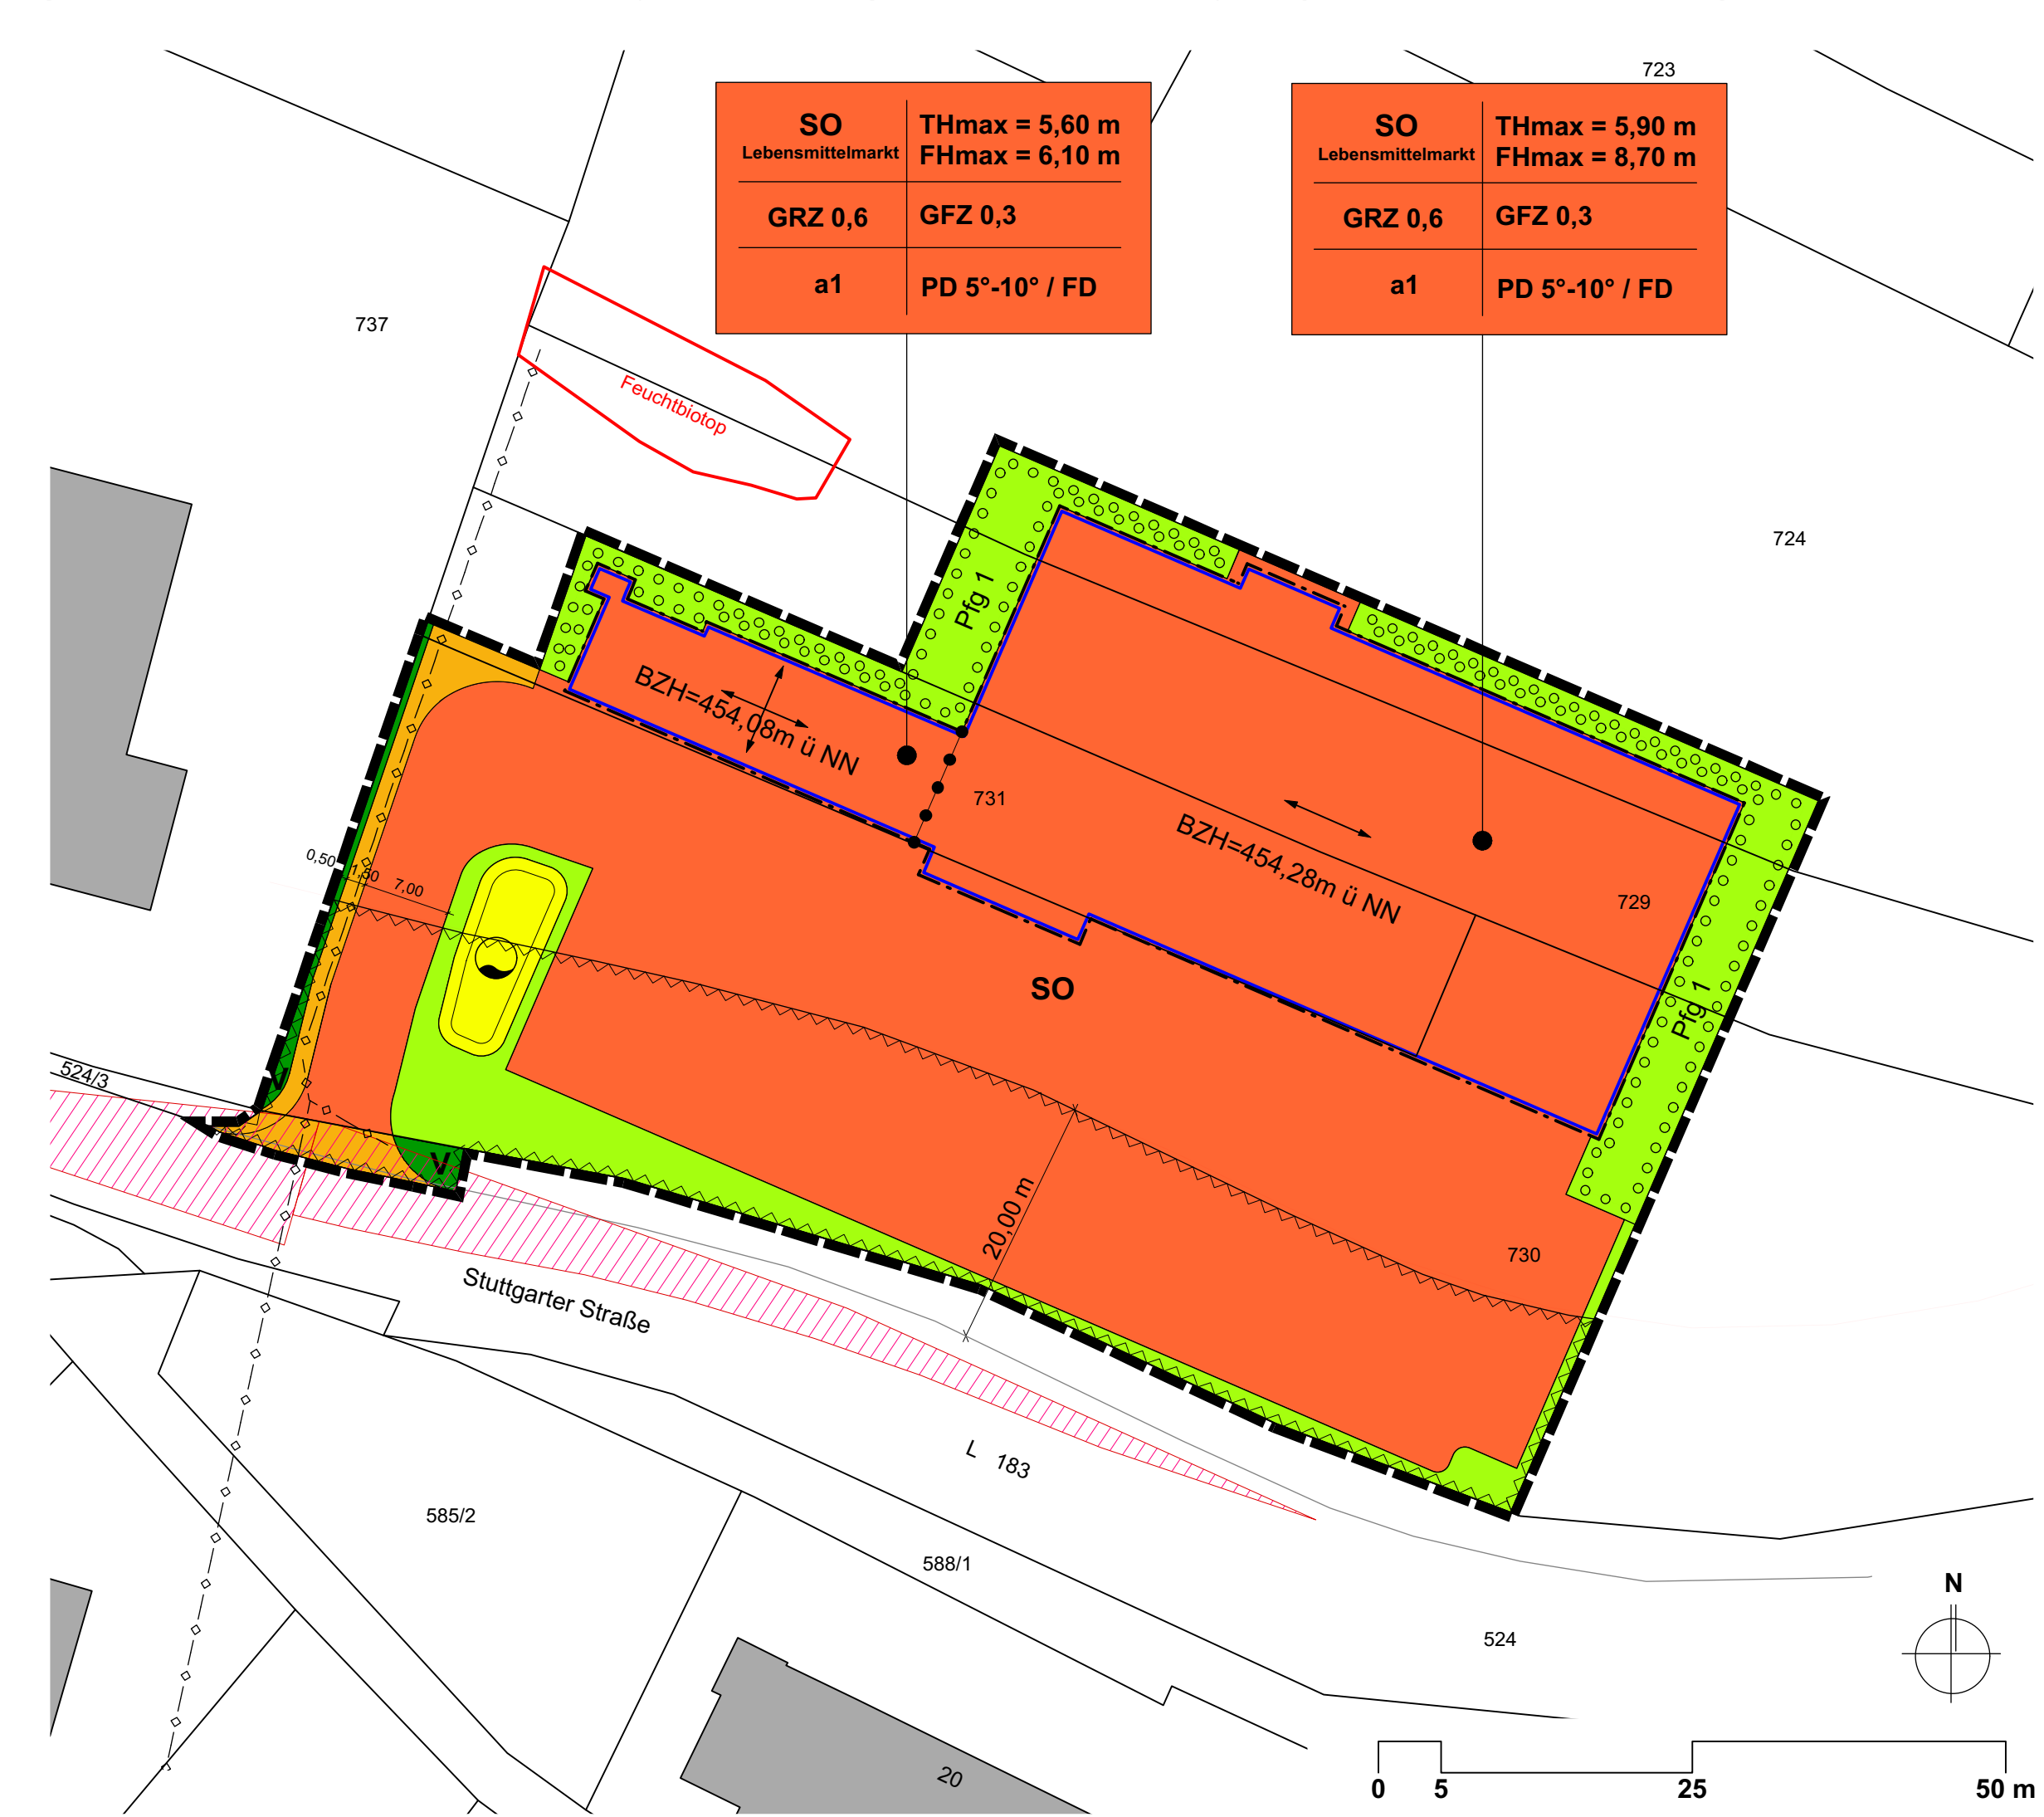 723
SO
Lebensmittelmarkt
THmax = 5,60 m
FHmax = 6,10 m
GRZ 0,6
GFZ 0,3
a1
PD 5°-10° / FD
SO
Lebensmittelmarkt
THmax = 5,90 m
FHmax = 8,70 m
GRZ 0,6
GFZ 0,3
a1
PD 5°-10° / FD
737
Feuchtbiotop
724
Pfg 1
BZH=454,08m ü NN
731
BZH=454,28m ü NN
0,50
1,50
7,00
729
SO
Pfg 1
524/3
V
V
20,00 m
730
Stuttgarter Straße
L 183
585/2
588/1
524
N
20
0 5 25 50 m